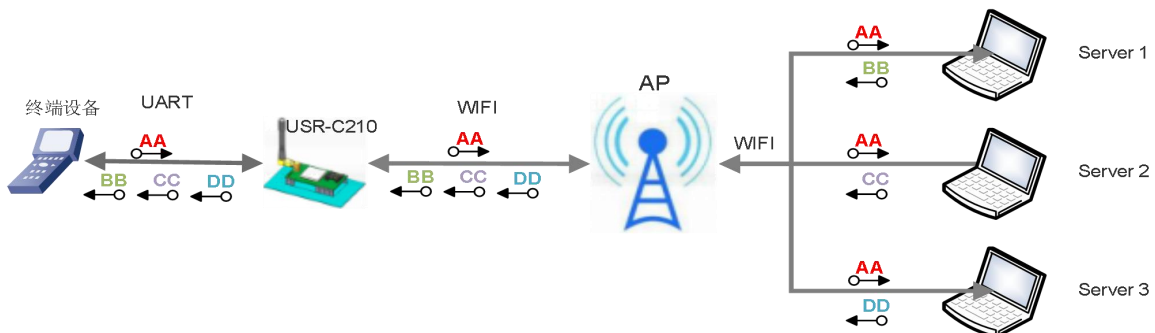 终端设备
UART
AA
BB CC DD
USR-C210
WIFI
AA
BB CC DD
AP
WIFI
AA
BB
Server 1
AA
CC
Server 2
AA
DD
Server 3